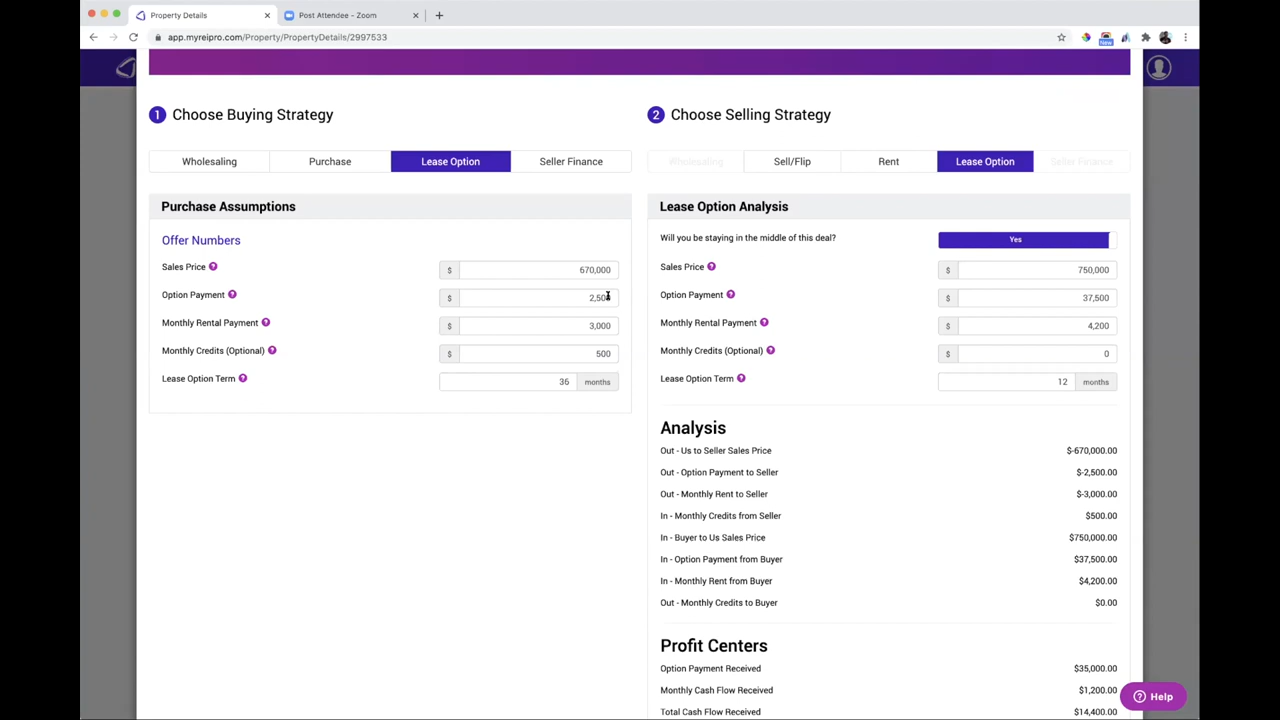 Property Details
Post Attendee - Zoom
app.myreipro.com/Property/PropertyDetails/2997533
New
1 Choose Buying Strategy
Wholesaling Purchase Lease Option Seller Finance
Purchase Assumptions
Offer Numbers
Sales Price ? $ 670,000
Option Payment ? $ 2,500
Monthly Rental Payment ? $ 3,000
Monthly Credits (Optional) ? $ 500
Lease Option Term ? 36 months
2 Choose Selling Strategy
Wholesaling Sell/Flip Rent Lease Option Seller Finance
Lease Option Analysis
Will you be staying in the middle of this deal? Yes
Sales Price ? $ 750,000
Option Payment ? $ 37,500
Monthly Rental Payment ? $ 4,200
Monthly Credits (Optional) ? $ 0
Lease Option Term ? 12 months
Analysis
Out - Us to Seller Sales Price $-670,000.00
Out - Option Payment to Seller $-2,500.00
Out - Monthly Rent to Seller $-3,000.00
In - Monthly Credits from Seller $500.00
In - Buyer to Us Sales Price $750,000.00
In - Option Payment from Buyer $37,500.00
In - Monthly Rent from Buyer $4,200.00
Out - Monthly Credits to Buyer $0.00
Profit Centers
Option Payment Received $35,000.00
Monthly Cash Flow Received $1,200.00
Total Cash Flow Received $14,400.00
? Help